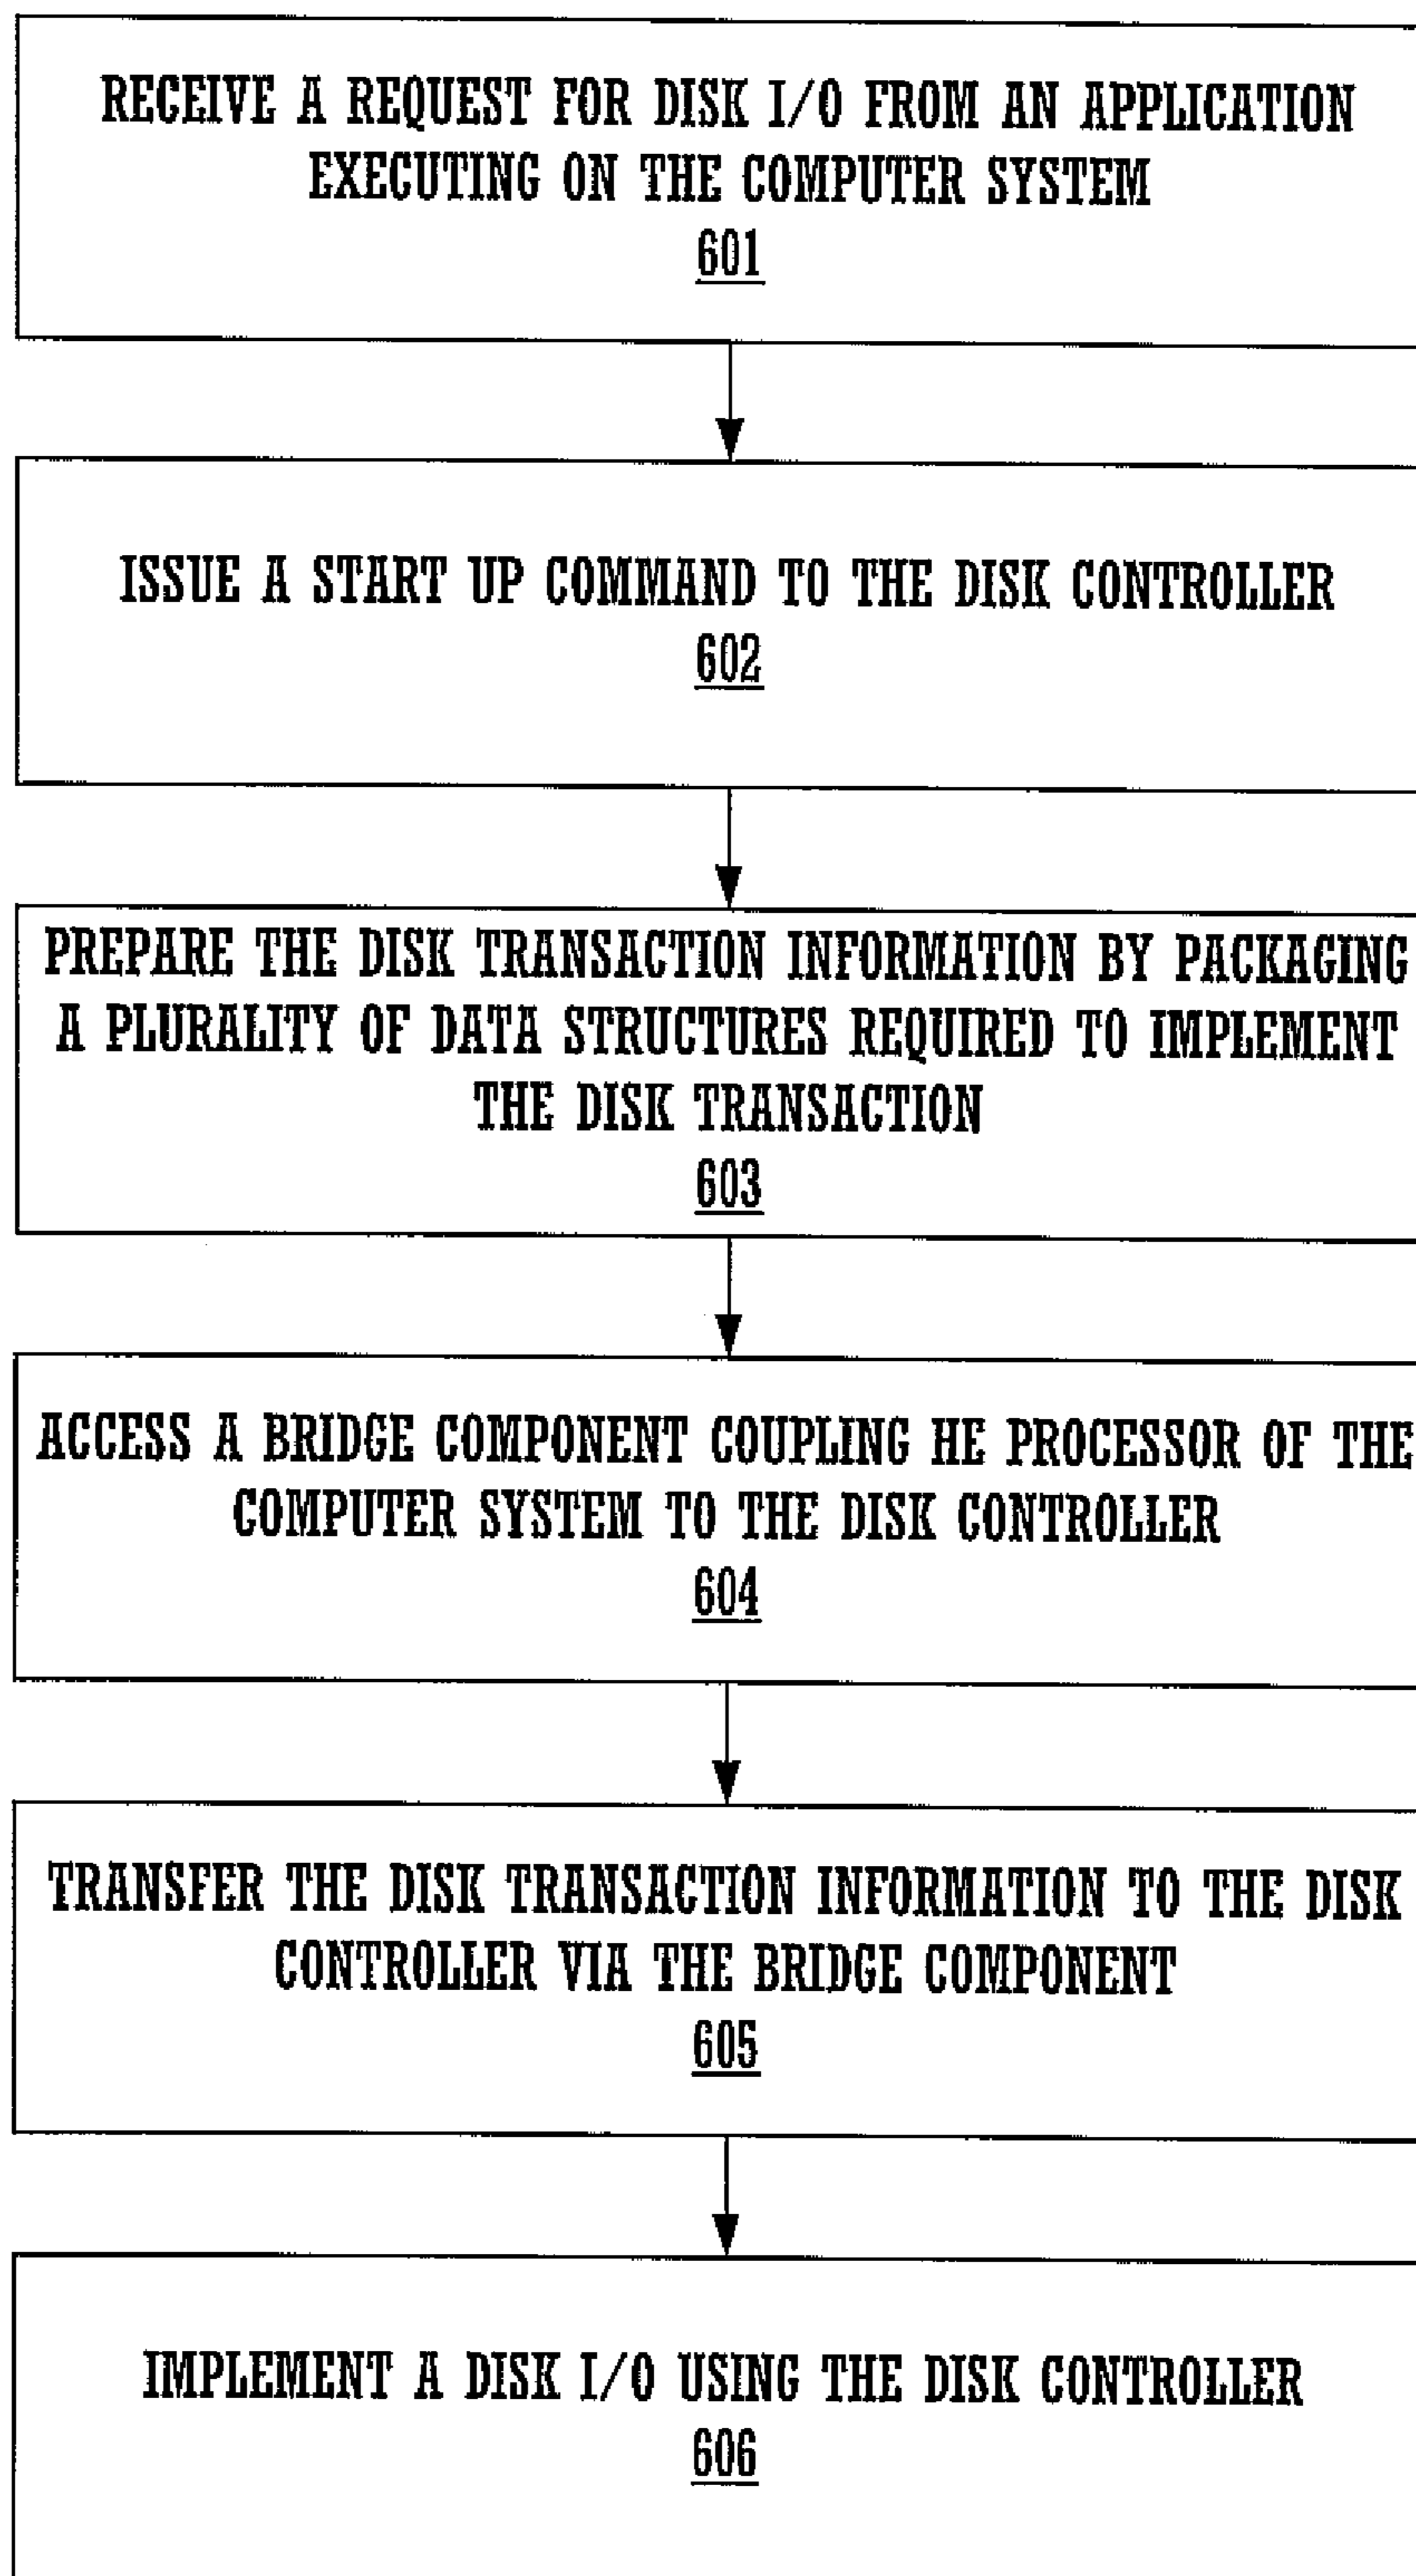 RECEIVE A REQUEST FOR DISK I/O FROM AN APPLICATION
EXECUTING ON THE COMPUTER SYSTEM
601
ISSUE A START UP COMMAND TO THE DISK CONTROLLER
602
PREPARE THE DISK TRANSACTION INFORMATION BY PACKAGING
A PLURALITY OF DATA STRUCTURES REQUIRED TO IMPLEMENT
THE DISK TRANSACTION
603
ACCESS A BRIDGE COMPONENT COUPLING HE PROCESSOR OF THE
COMPUTER SYSTEM TO THE DISK CONTROLLER
604
TRANSFER THE DISK TRANSACTION INFORMATION TO THE DISK
CONTROLLER VIA THE BRIDGE COMPONENT
605
IMPLEMENT A DISK I/O USING THE DISK CONTROLLER
606